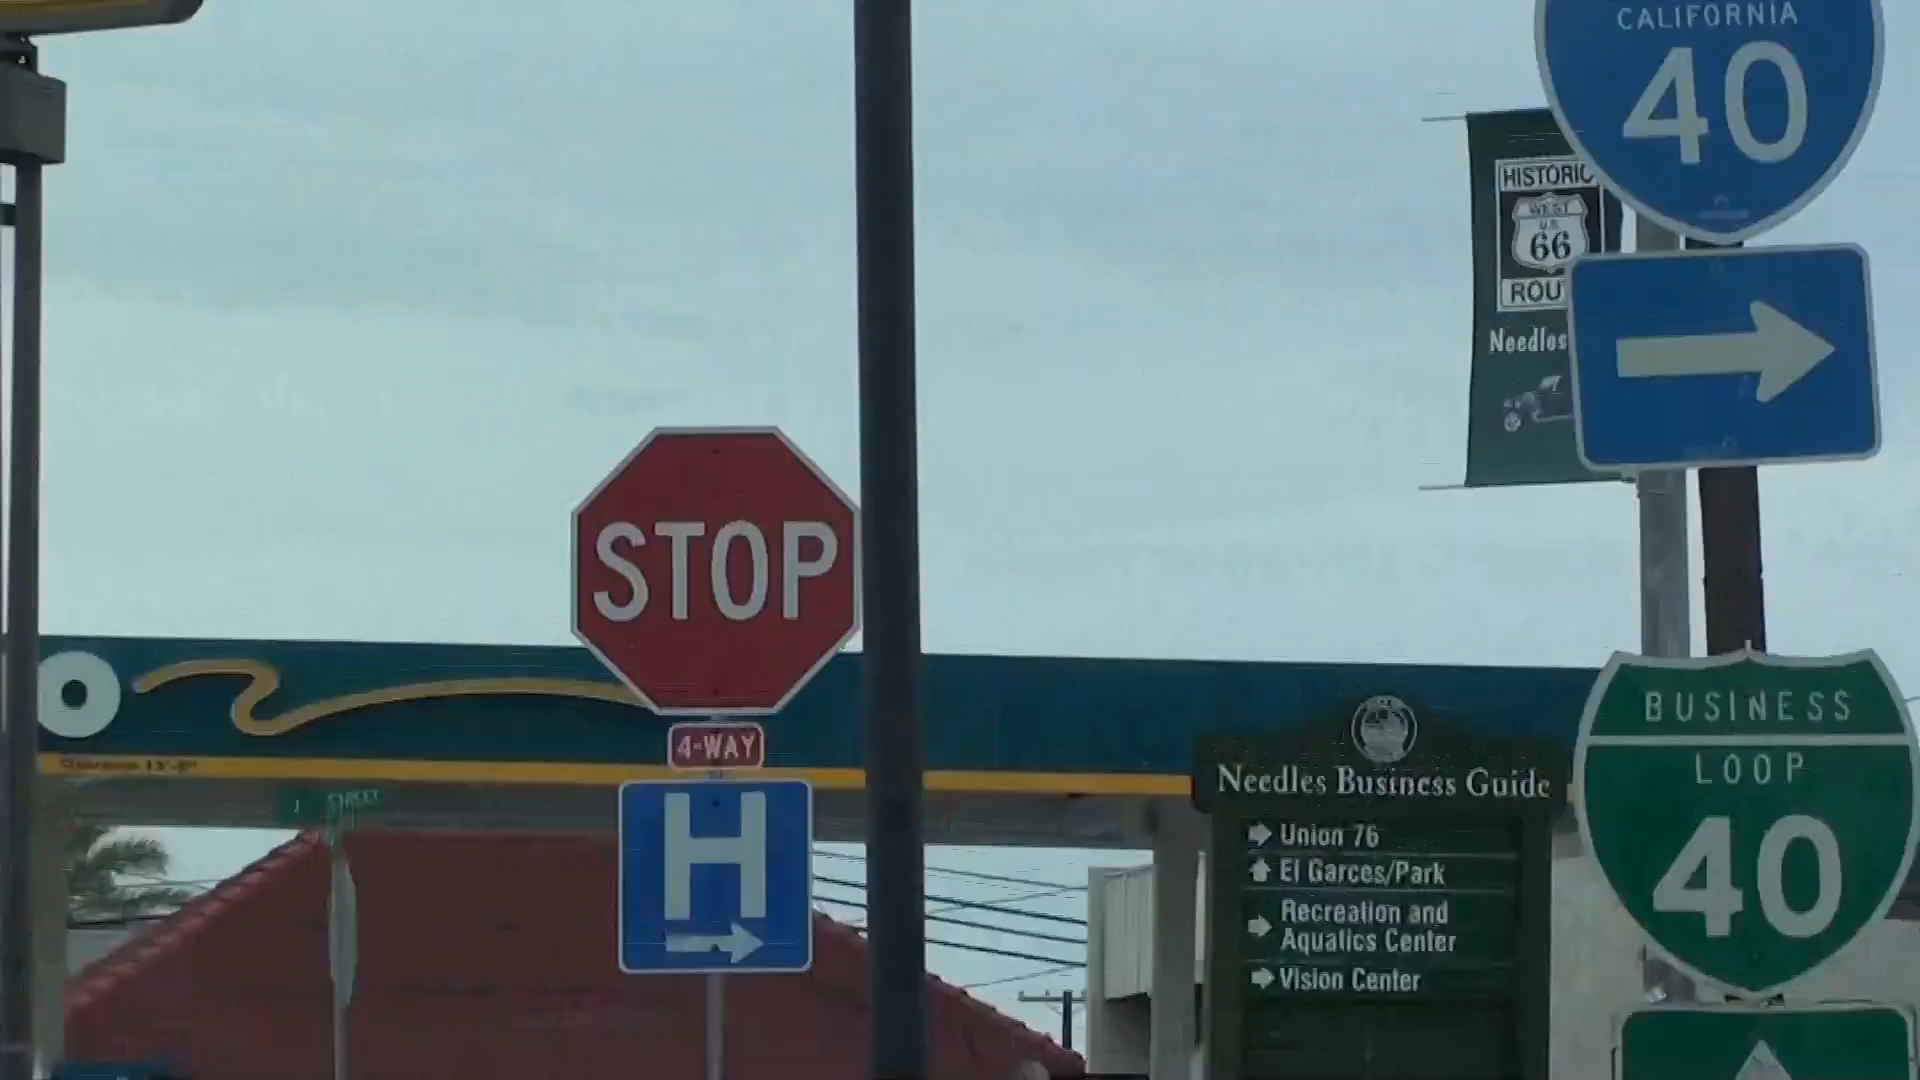 CALIFORNIA
40
HISTORIC
WEST
U.S
66
ROU
Needles
STOP
4-WAY
H
J STREET
Needles Business Guide
Union 76
El Garces/Park
Recreation and
Aquatics Center
Vision Center
BUSINESS
LOOP
40